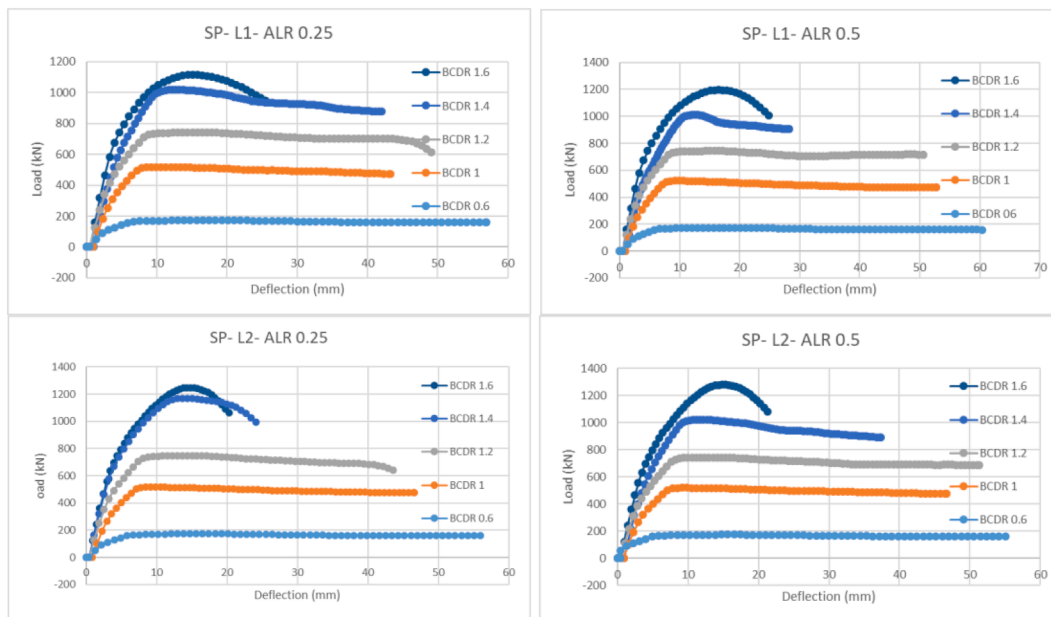 SP- L1- ALR 0.25
1200
1000
800
600
400
200
0
-200
0 10 20 30 40 50 60
Load (kN)
Deflection (mm)
BCDR 1.6
BCDR 1.4
BCDR 1.2
BCDR 1
BCDR 0.6
SP- L1- ALR 0.5
1400
1200
1000
800
600
400
200
0
-200
0 10 20 30 40 50 60 70
Load (kN)
Deflection (mm)
BCDR 1.6
BCDR 1.4
BCDR 1.2
BCDR 1
BCDR 06
SP- L2- ALR 0.25
1400
1200
1000
800
600
400
200
0
-200
0 10 20 30 40 50 60
oad (kN)
Deflection (mm)
BCDR 1.6
BCDR 1.4
BCDR 1.2
BCDR 1
BCDR 0.6
SP- L2- ALR 0.5
1400
1200
1000
800
600
400
200
0
-200
0 10 20 30 40 50 60
Load (kN)
Deflection (mm)
BCDR 1.6
BCDR 1.4
BCDR 1.2
BCDR 1
BCDR 0.6